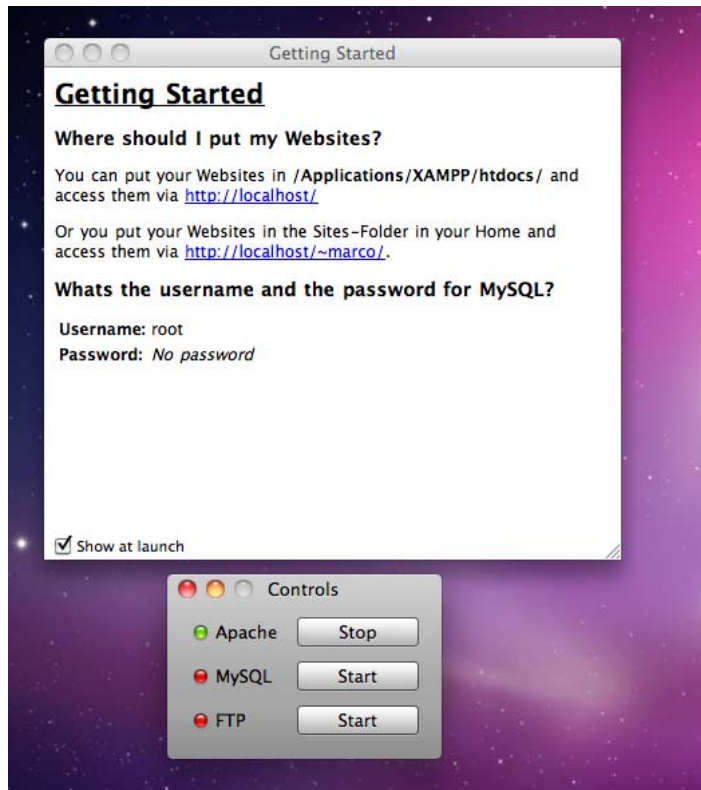 Getting Started
Getting Started
Where should I put my Websites?
You can put your Websites in /Applications/XAMPP/htdocs/ and
access them via http://localhost/
Or you put your Websites in the Sites-Folder in your Home and
access them via http://localhost/~marco/.
Whats the username and the password for MySQL?
Username: root
Password: No password
Show at launch
Controls
Apache Stop
MySQL Start
FTP Start